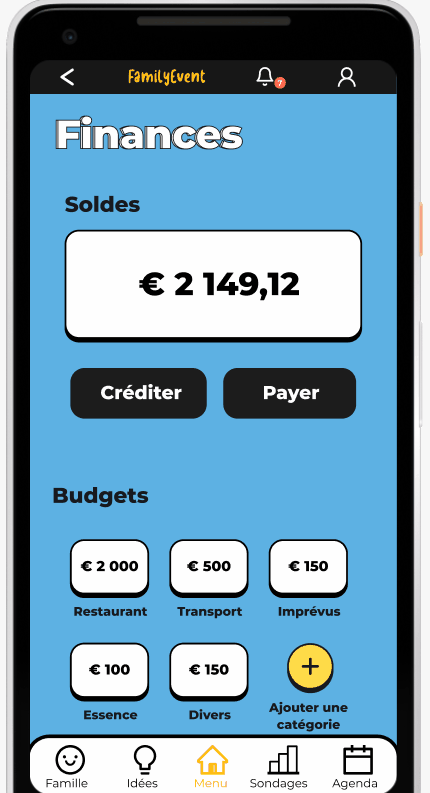 FamilyEvent
7
Finances
Soldes
€ 2 149,12
Créditer
Payer
Budgets
€ 2 000
€ 500
€ 150
Restaurant
Transport
Imprévus
€ 100
€ 150
+
Essence
Divers
Ajouter une
catégorie
Famille
Idées
Menu
Sondages
Agenda